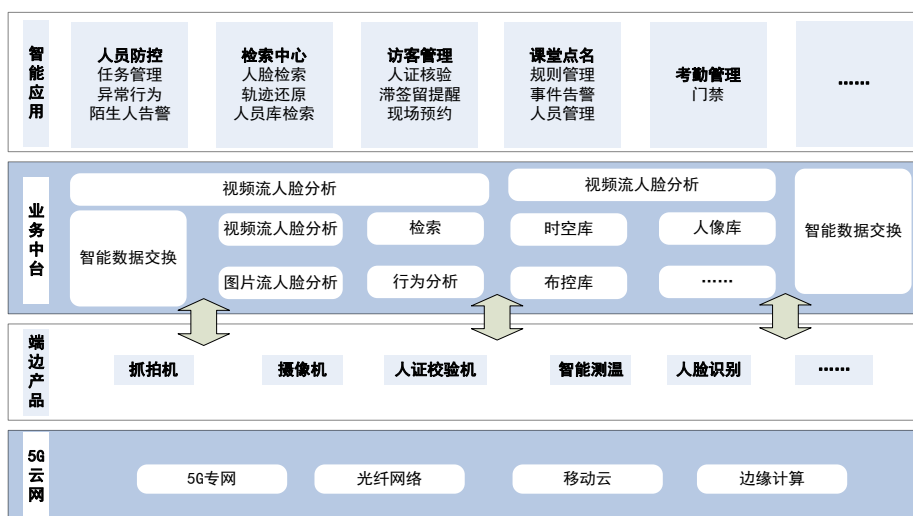 智能应用
人员防控
任务管理
异常行为
陌生人告警
检索中心
人脸检索
轨迹还原
人员库检索
访客管理
人证核验
滞签留提醒
现场预约
课堂点名
规则管理
事件告警
人员管理
考勤管理
门禁
……
业务中台
视频流人脸分析
视频流人脸分析
智能数据交换
视频流人脸分析
检索
时空库
人像库
智能数据交换
图片流人脸分析
行为分析
布控库
……
端边产品
抓拍机
摄像机
人证校验机
智能测温
人脸识别
……
5G云网
5G专网
光纤网络
移动云
边缘计算